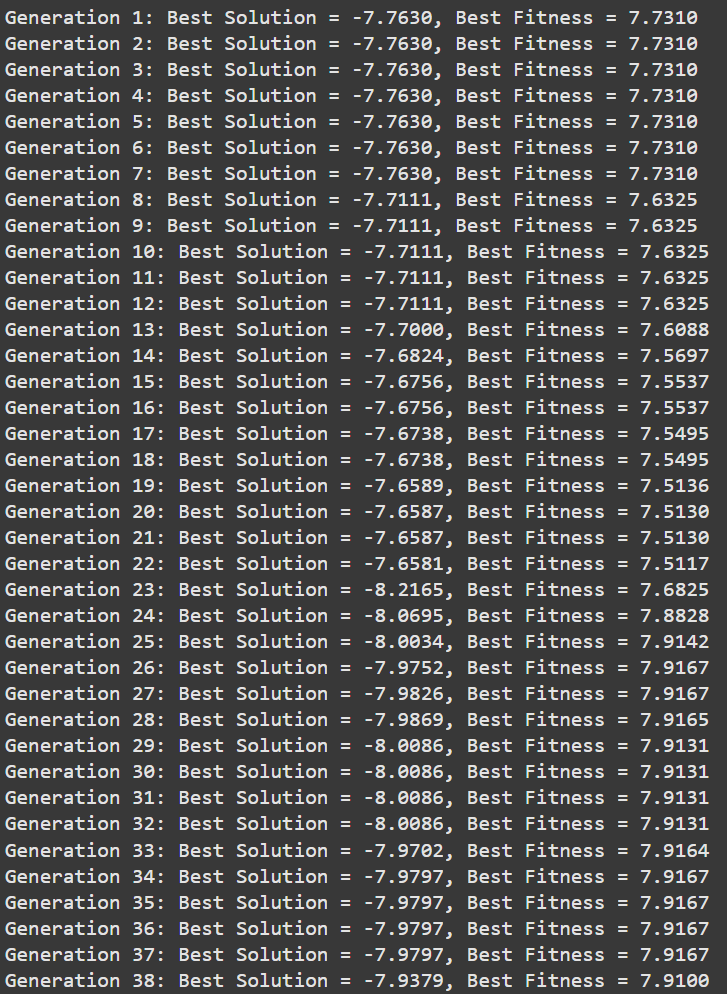 Generation 1: Best Solution = -7.7630, Best Fitness = 7.7310
Generation 2: Best Solution = -7.7630, Best Fitness = 7.7310
Generation 3: Best Solution = -7.7630, Best Fitness = 7.7310
Generation 4: Best Solution = -7.7630, Best Fitness = 7.7310
Generation 5: Best Solution = -7.7630, Best Fitness = 7.7310
Generation 6: Best Solution = -7.7630, Best Fitness = 7.7310
Generation 7: Best Solution = -7.7630, Best Fitness = 7.7310
Generation 8: Best Solution = -7.7111, Best Fitness = 7.6325
Generation 9: Best Solution = -7.7111, Best Fitness = 7.6325
Generation 10: Best Solution = -7.7111, Best Fitness = 7.6325
Generation 11: Best Solution = -7.7111, Best Fitness = 7.6325
Generation 12: Best Solution = -7.7111, Best Fitness = 7.6325
Generation 13: Best Solution = -7.7000, Best Fitness = 7.6088
Generation 14: Best Solution = -7.6824, Best Fitness = 7.5697
Generation 15: Best Solution = -7.6756, Best Fitness = 7.5537
Generation 16: Best Solution = -7.6756, Best Fitness = 7.5537
Generation 17: Best Solution = -7.6738, Best Fitness = 7.5495
Generation 18: Best Solution = -7.6738, Best Fitness = 7.5495
Generation 19: Best Solution = -7.6589, Best Fitness = 7.5136
Generation 20: Best Solution = -7.6587, Best Fitness = 7.5130
Generation 21: Best Solution = -7.6587, Best Fitness = 7.5130
Generation 22: Best Solution = -7.6581, Best Fitness = 7.5117
Generation 23: Best Solution = -8.2165, Best Fitness = 7.6825
Generation 24: Best Solution = -8.0695, Best Fitness = 7.8828
Generation 25: Best Solution = -8.0034, Best Fitness = 7.9142
Generation 26: Best Solution = -7.9752, Best Fitness = 7.9167
Generation 27: Best Solution = -7.9826, Best Fitness = 7.9167
Generation 28: Best Solution = -7.9869, Best Fitness = 7.9165
Generation 29: Best Solution = -8.0086, Best Fitness = 7.9131
Generation 30: Best Solution = -8.0086, Best Fitness = 7.9131
Generation 31: Best Solution = -8.0086, Best Fitness = 7.9131
Generation 32: Best Solution = -8.0086, Best Fitness = 7.9131
Generation 33: Best Solution = -7.9702, Best Fitness = 7.9164
Generation 34: Best Solution = -7.9797, Best Fitness = 7.9167
Generation 35: Best Solution = -7.9797, Best Fitness = 7.9167
Generation 36: Best Solution = -7.9797, Best Fitness = 7.9167
Generation 37: Best Solution = -7.9797, Best Fitness = 7.9167
Generation 38: Best Solution = -7.9379, Best Fitness = 7.9100